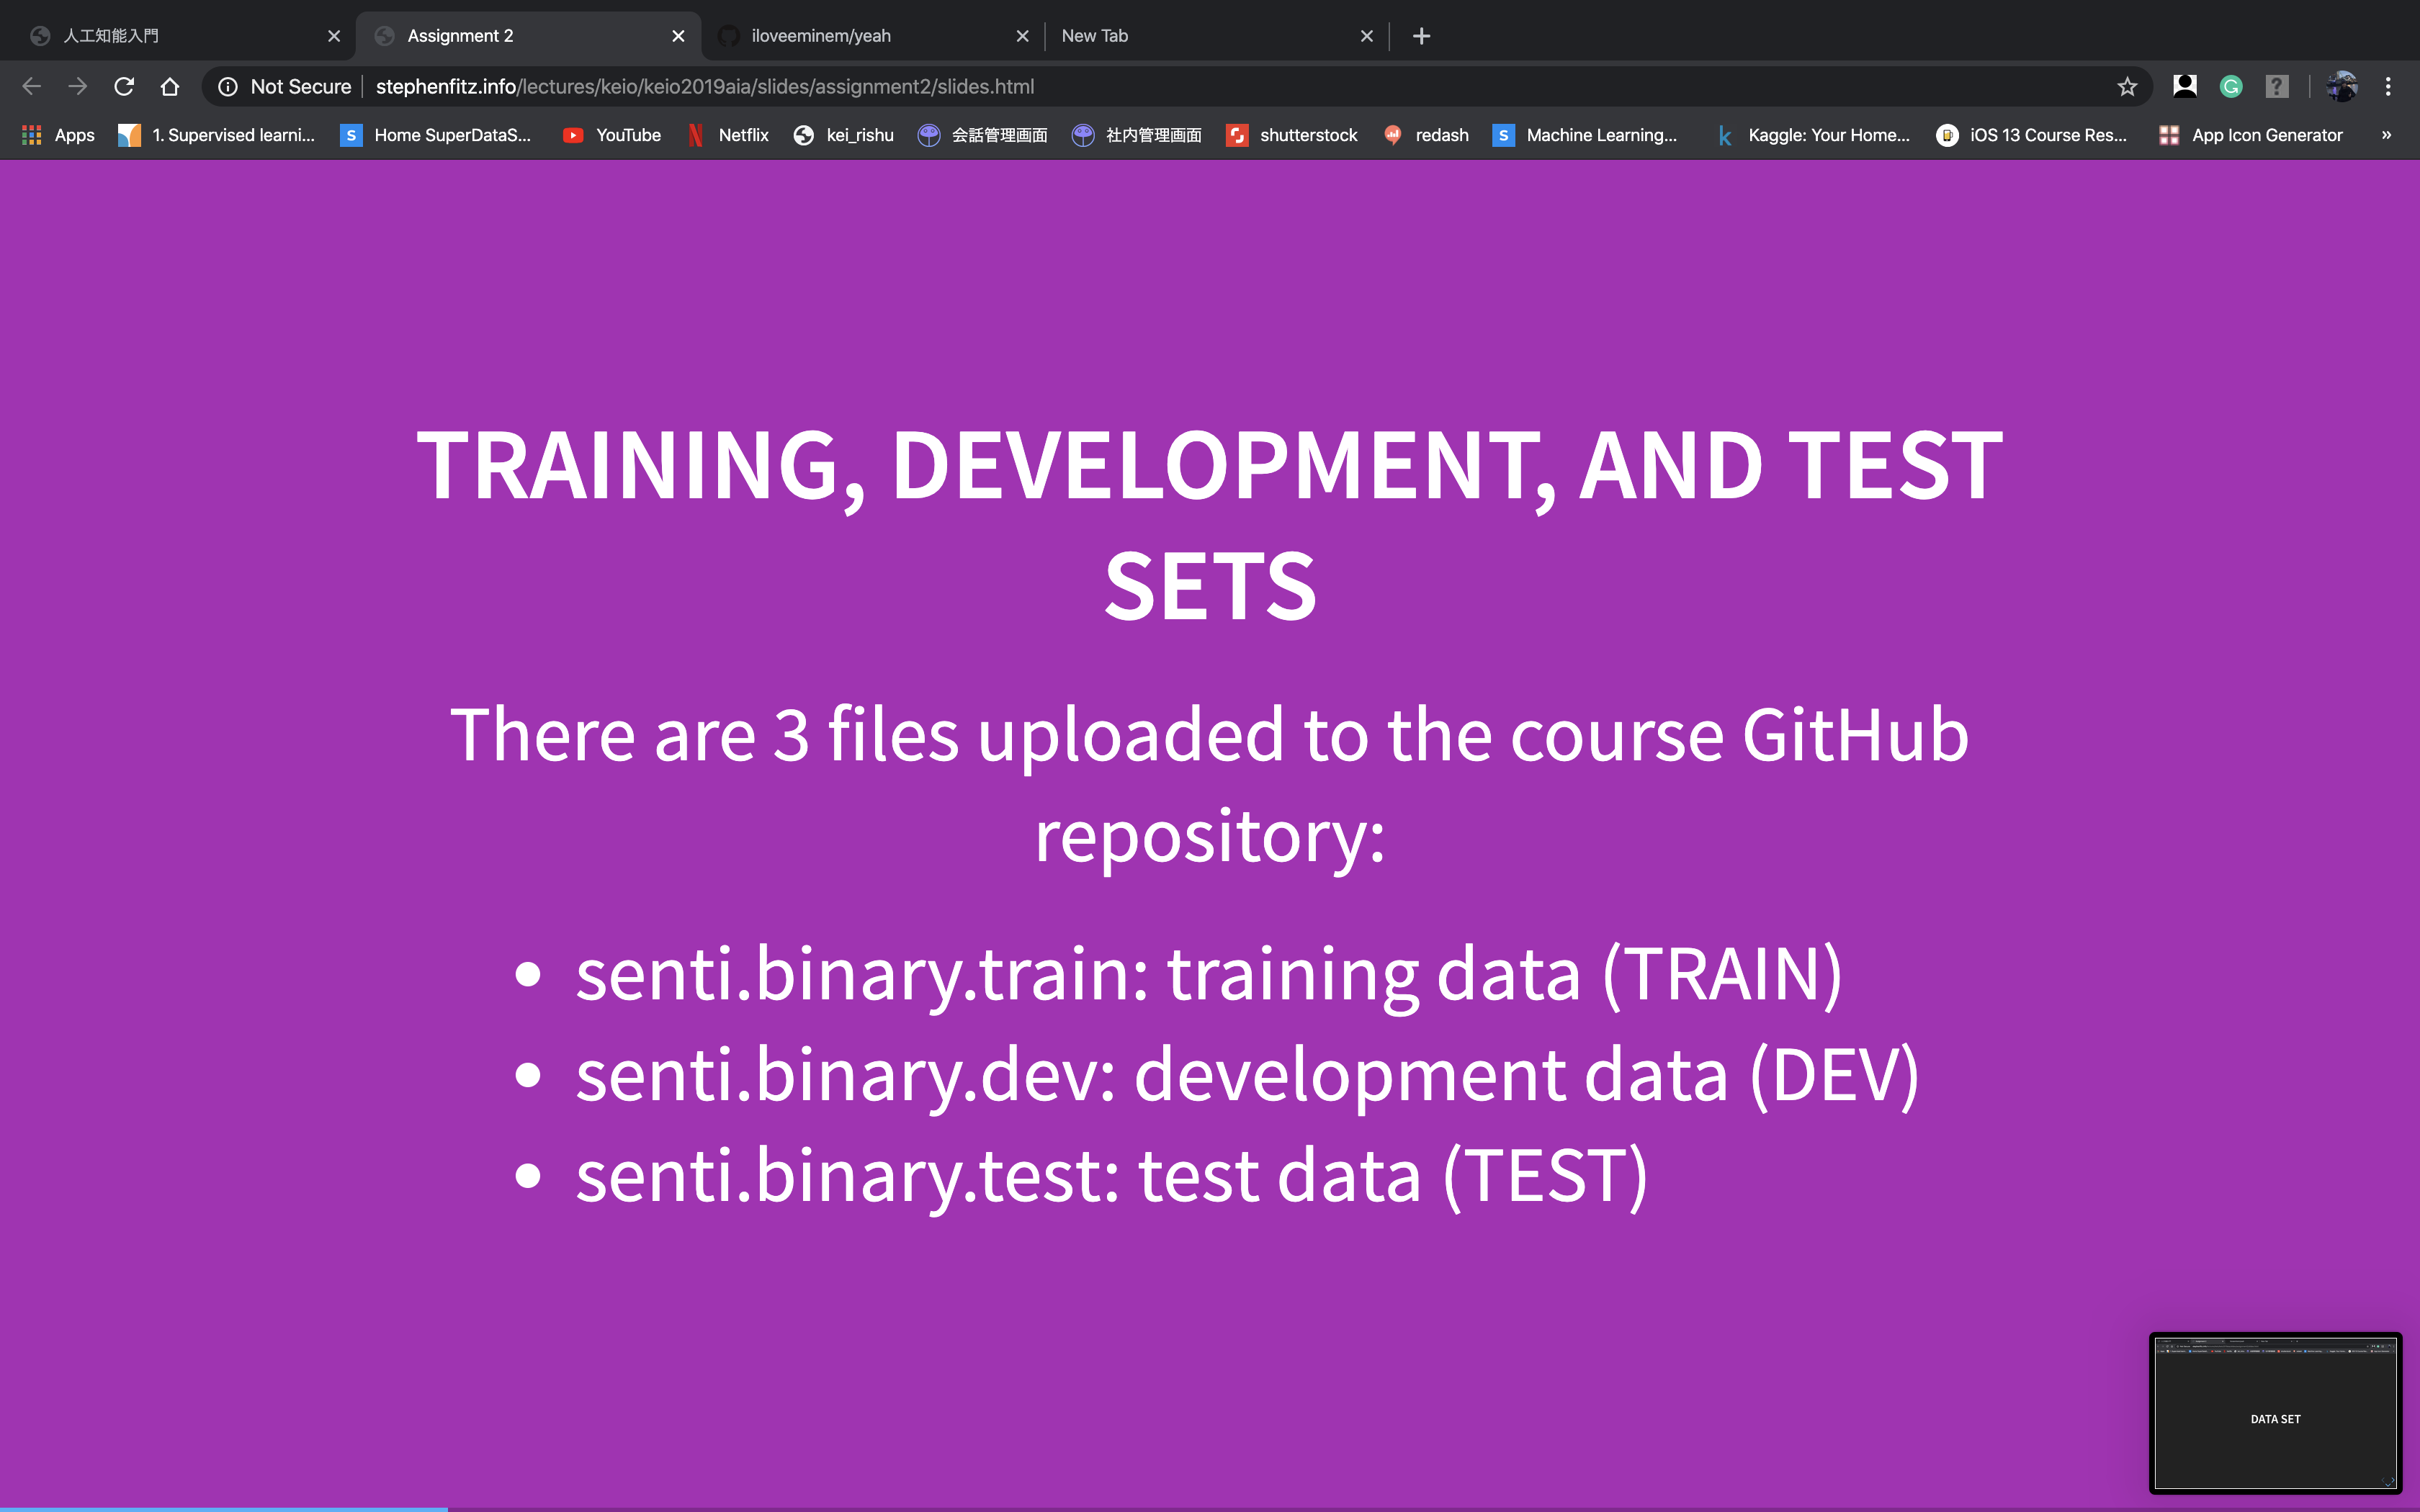 人工知能入門
Assignment 2
iloveeminem/yeah
New Tab
Not Secure
stephenfitz.info/lectures/keio/keio2019aia/slides/assignment2/slides.html
Apps
1. Supervised learni...
Home SuperDataS...
YouTube
Netflix
kei_rishu
会話管理画面
社内管理画面
shutterstock
redash
Machine Learning...
Kaggle: Your Home...
iOS 13 Course Res...
App Icon Generator
»
TRAINING, DEVELOPMENT, AND TEST
SETS
There are 3 files uploaded to the course GitHub
repository:
• senti.binary.train: training data (TRAIN)
• senti.binary.dev: development data (DEV)
• senti.binary.test: test data (TEST)
DATA SET